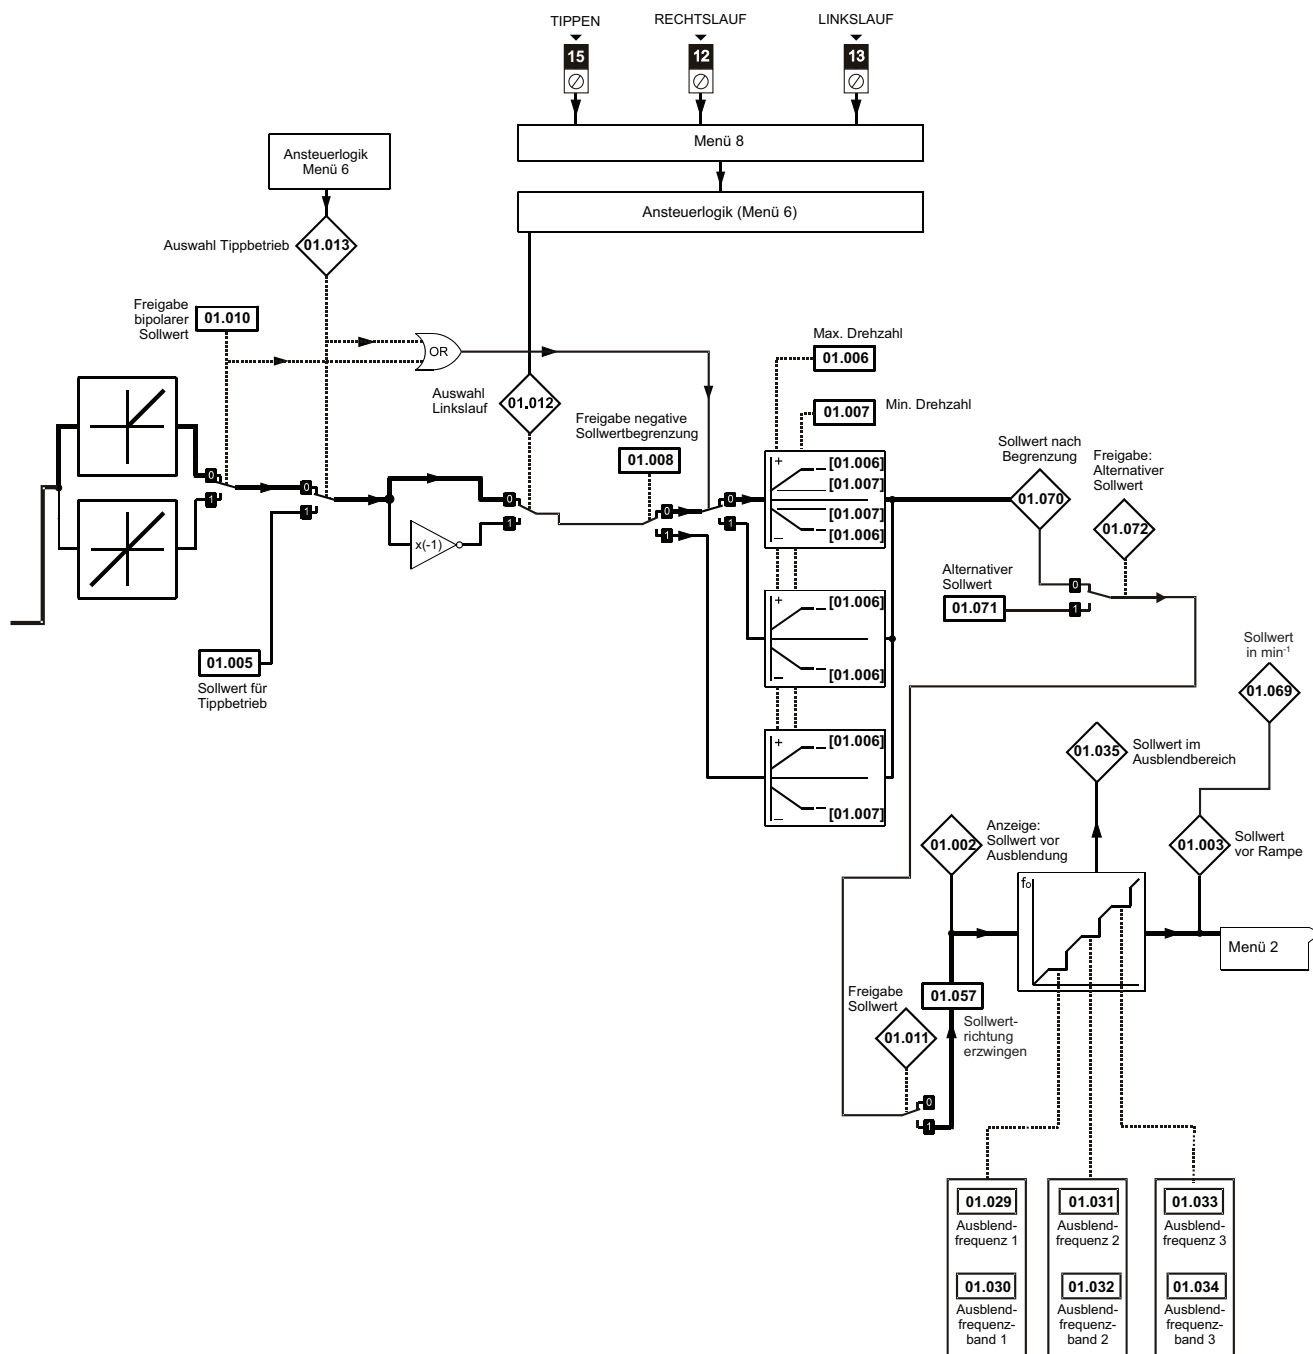 TIPPEN
RECHTSLAUF
LINKSLAUF
15
12
13
Menü 8
Ansteuerlogik
Menü 6
Ansteuerlogik (Menü 6)
Auswahl Tippbetrieb
01.013
Freigabe
bipolarer
Sollwert
01.010
OR
Auswahl
Linkslauf
01.012
Freigabe negative
Sollwertbegrenzung
01.008
Max. Drehzahl
01.006
01.007
Min. Drehzahl
0
1
0
1
x(-1)
0
1
0
1
0
1
+
[01.006]
[01.007]
[01.007]
[01.006]
_
Sollwert nach
Begrenzung
01.070
Freigabe:
Alternativer
Sollwert
01.072
Alternativer
Sollwert
01.071
0
1
+
[01.006]
[01.006]
_
01.005
Sollwert für
Tippbetrieb
Sollwert
in min-1
01.069
+
[01.006]
[01.007]
_
01.035
Sollwert im
Ausblendbereich
01.002
Anzeige:
Sollwert vor
Ausblendung
01.003
Sollwert
vor Rampe
fo
Menü 2
Freigabe
Sollwert
01.011
01.057
Sollwert-
richtung
erzwingen
0
1
01.029
Ausblend-
frequenz 1
01.030
Ausblend-
frequenz-
band 1
01.031
Ausblend-
frequenz 2
01.032
Ausblend-
frequenz-
band 2
01.033
Ausblend-
frequenz 3
01.034
Ausblend-
frequenz-
band 3